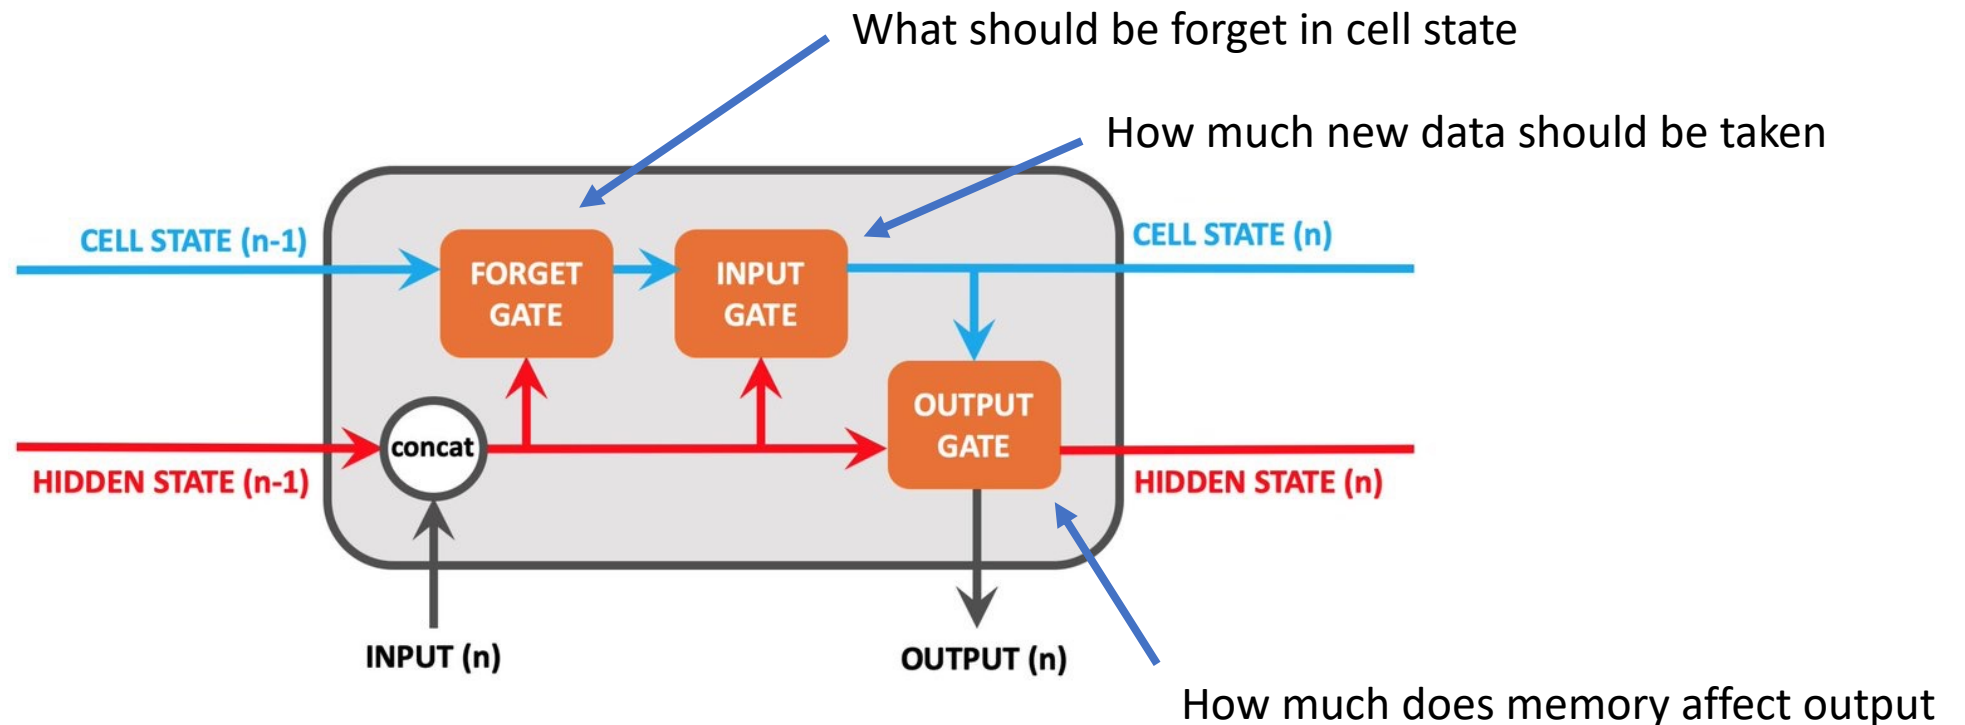 What should be forget in cell state
How much new data should be taken
CELL STATE (n-1)
CELL STATE (n)
FORGET
GATE
INPUT
GATE
OUTPUT
GATE
concat
HIDDEN STATE (n-1)
HIDDEN STATE (n)
INPUT (n)
OUTPUT (n)
How much does memory affect output